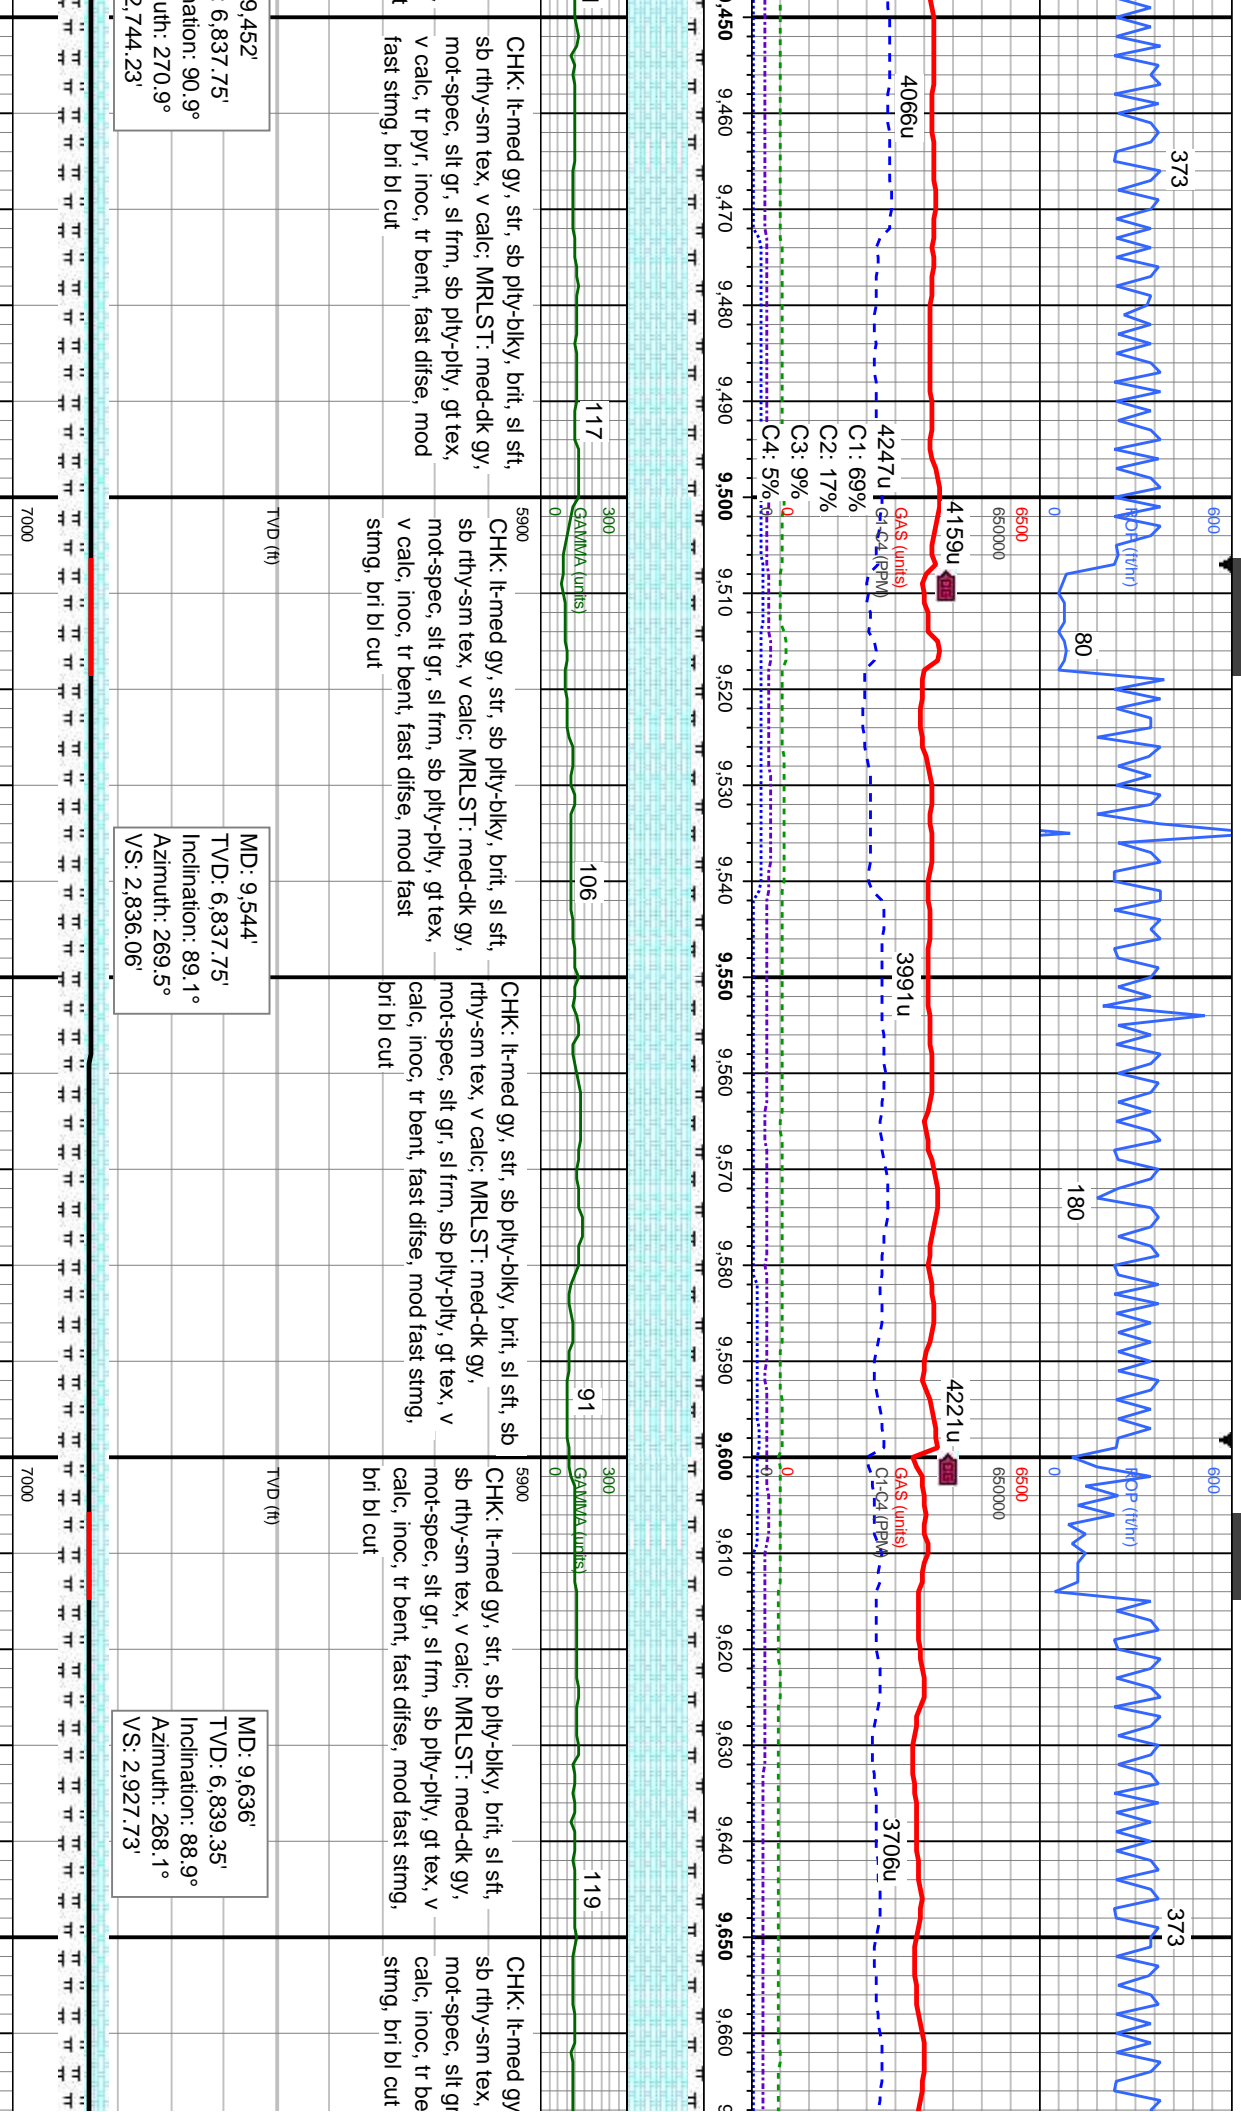 373
180
80
373
ROP (ft/hr)
0
600
ROP (ft/hr)
0
600
4066u
4247u
C1: 69%
C2: 17%
C3: 9%
C4: 5%
4159u
3991u
4221u
3706u
GAS (units)
C1-C4 (PPM)
0
6500
650000
GAS (units)
C1-C4 (PPM)
0
6500
650000
9,450
9,460
9,470
9,480
9,490
9,500
9,510
9,520
9,530
9,540
9,550
9,560
9,570
9,580
9,590
9,600
9,610
9,620
9,630
9,640
9,650
9,660
117
106
91
119
GAMMA (units)
0
300
GAMMA (units)
0
300
CHK: lt-med gy, str, sb plty-blky, brit, sl sft,
sb rthy-sm tex, v calc; MRLST: med-dk gy,
mot-spec, slt gr, sl frm, sb plty-plty, gt tex,
v calc, tr pyr, inoc, tr bent, fast difse, mod
fast stmg, bri bl cut
CHK: lt-med gy, str, sb plty-blky, brit, sl sft,
sb rthy-sm tex, v calc; MRLST: med-dk gy,
mot-spec, slt gr, sl frm, sb plty-plty, gt tex,
v calc, inoc, tr bent, fast difse, mod fast
stmg, bri bl cut
CHK: lt-med gy, str, sb plty-blky, brit, sl sft, sb
rthy-sm tex, v calc; MRLST: med-dk gy,
mot-spec, slt gr, sl frm, sb plty-plty, gt tex, v
calc, inoc, tr bent, fast difse, mod fast stmg,
bri bl cut
CHK: lt-med gy, str, sb plty-blky, brit, sl sft,
sb rthy-sm tex, v calc; MRLST: med-dk gy,
mot-spec, slt gr, sl frm, sb plty-plty, gt tex, v
calc, inoc, tr bent, fast difse, mod fast stmg,
bri bl cut
CHK: lt-med gy
sb rthy-sm tex,
mot-spec, slt gr
calc, inoc, tr be
stmg, bri bl cut
5900
TVD (ft)
7000
5900
TVD (ft)
7000
9,452'
6,837.75'
nation: 90.9°
uth: 270.9°
2,744.23'
MD: 9,544'
TVD: 6,837.75'
Inclination: 89.1°
Azimuth: 269.5°
VS: 2,836.06'
MD: 9,636'
TVD: 6,839.35'
Inclination: 88.9°
Azimuth: 268.1°
VS: 2,927.73'